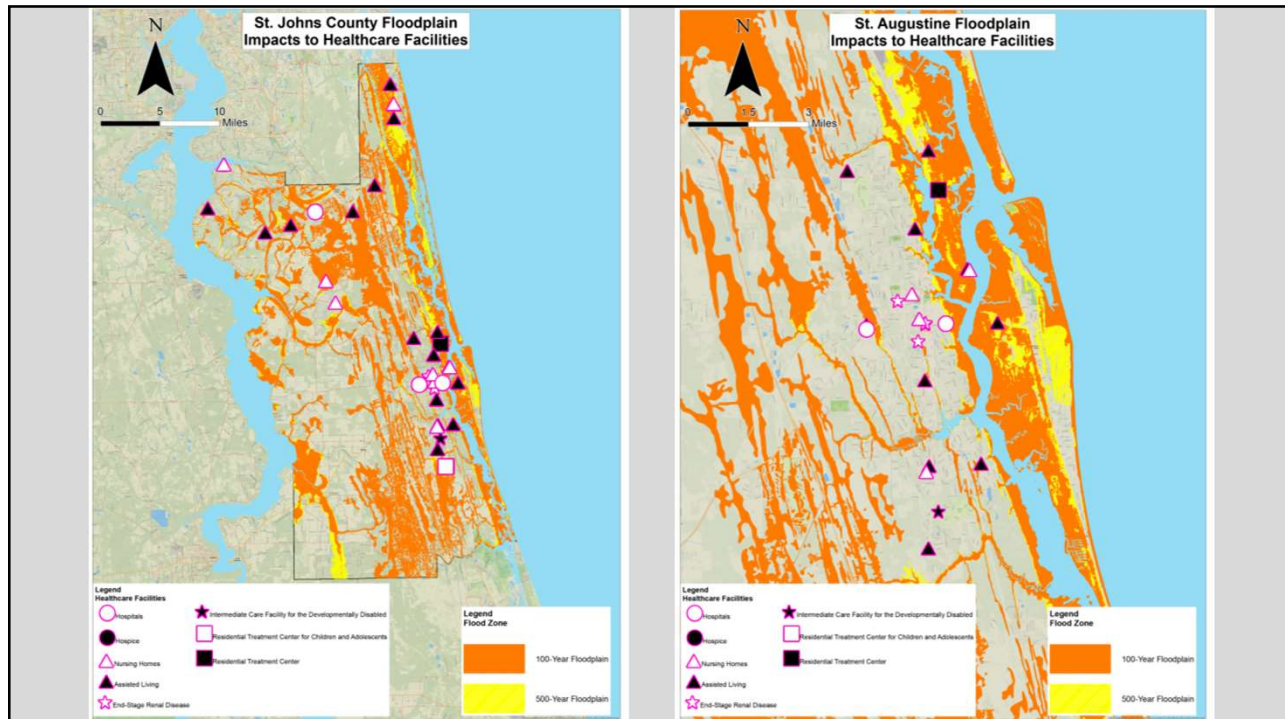 St. Johns County Floodplain
Impacts to Healthcare Facilities
N
0 5 10
Miles
Legend
Healthcare Facilities
Hospitals
Hospice
Nursing Homes
Assisted Living
End-Stage Renal Disease
Intermediate Care Facility for the Developmentally Disabled
Residential Treatment Center for Children and Adolescents
Residential Treatment Center
Legend
Flood Zone
100-Year Floodplain
500-Year Floodplain
St. Augustine Floodplain
Impacts to Healthcare Facilities
N
0 1.5 3
Miles
Legend
Healthcare Facilities
Hospitals
Hospice
Nursing Homes
Assisted Living
End-Stage Renal Disease
Intermediate Care Facility for the Developmentally Disabled
Residential Treatment Center for Children and Adolescents
Residential Treatment Center
Legend
Flood Zone
100-Year Floodplain
500-Year Floodplain